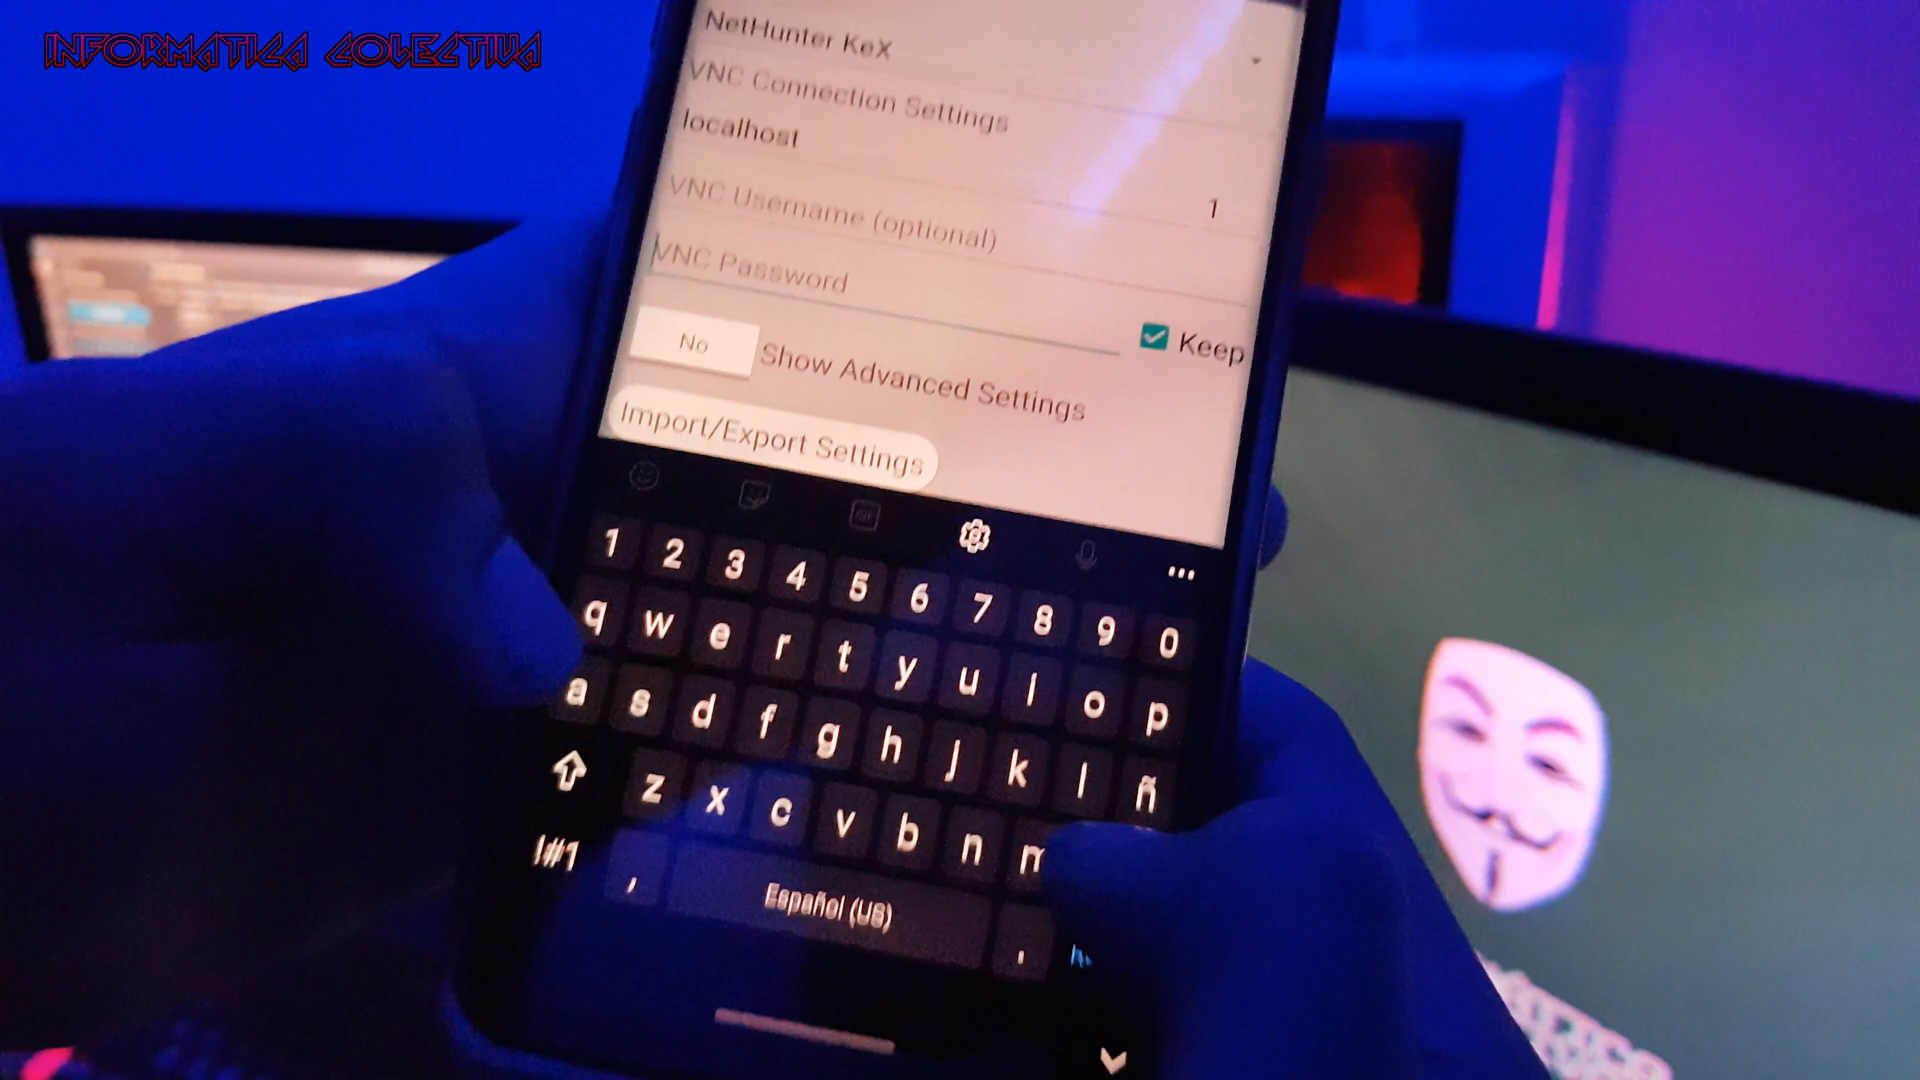 INFORMATICA COLECTIVA
NetHunter KeX
VNC Connection Settings
localhost
1
VNC Username (optional)
VNC Password
Keep
No
Show Advanced Settings
Import/Export Settings
1 2 3 4 5 6 7 8 9 0
q w e r t y u i o p
a s d f g h j k l ñ
z x c v b n m
!#1 , Español (US) .